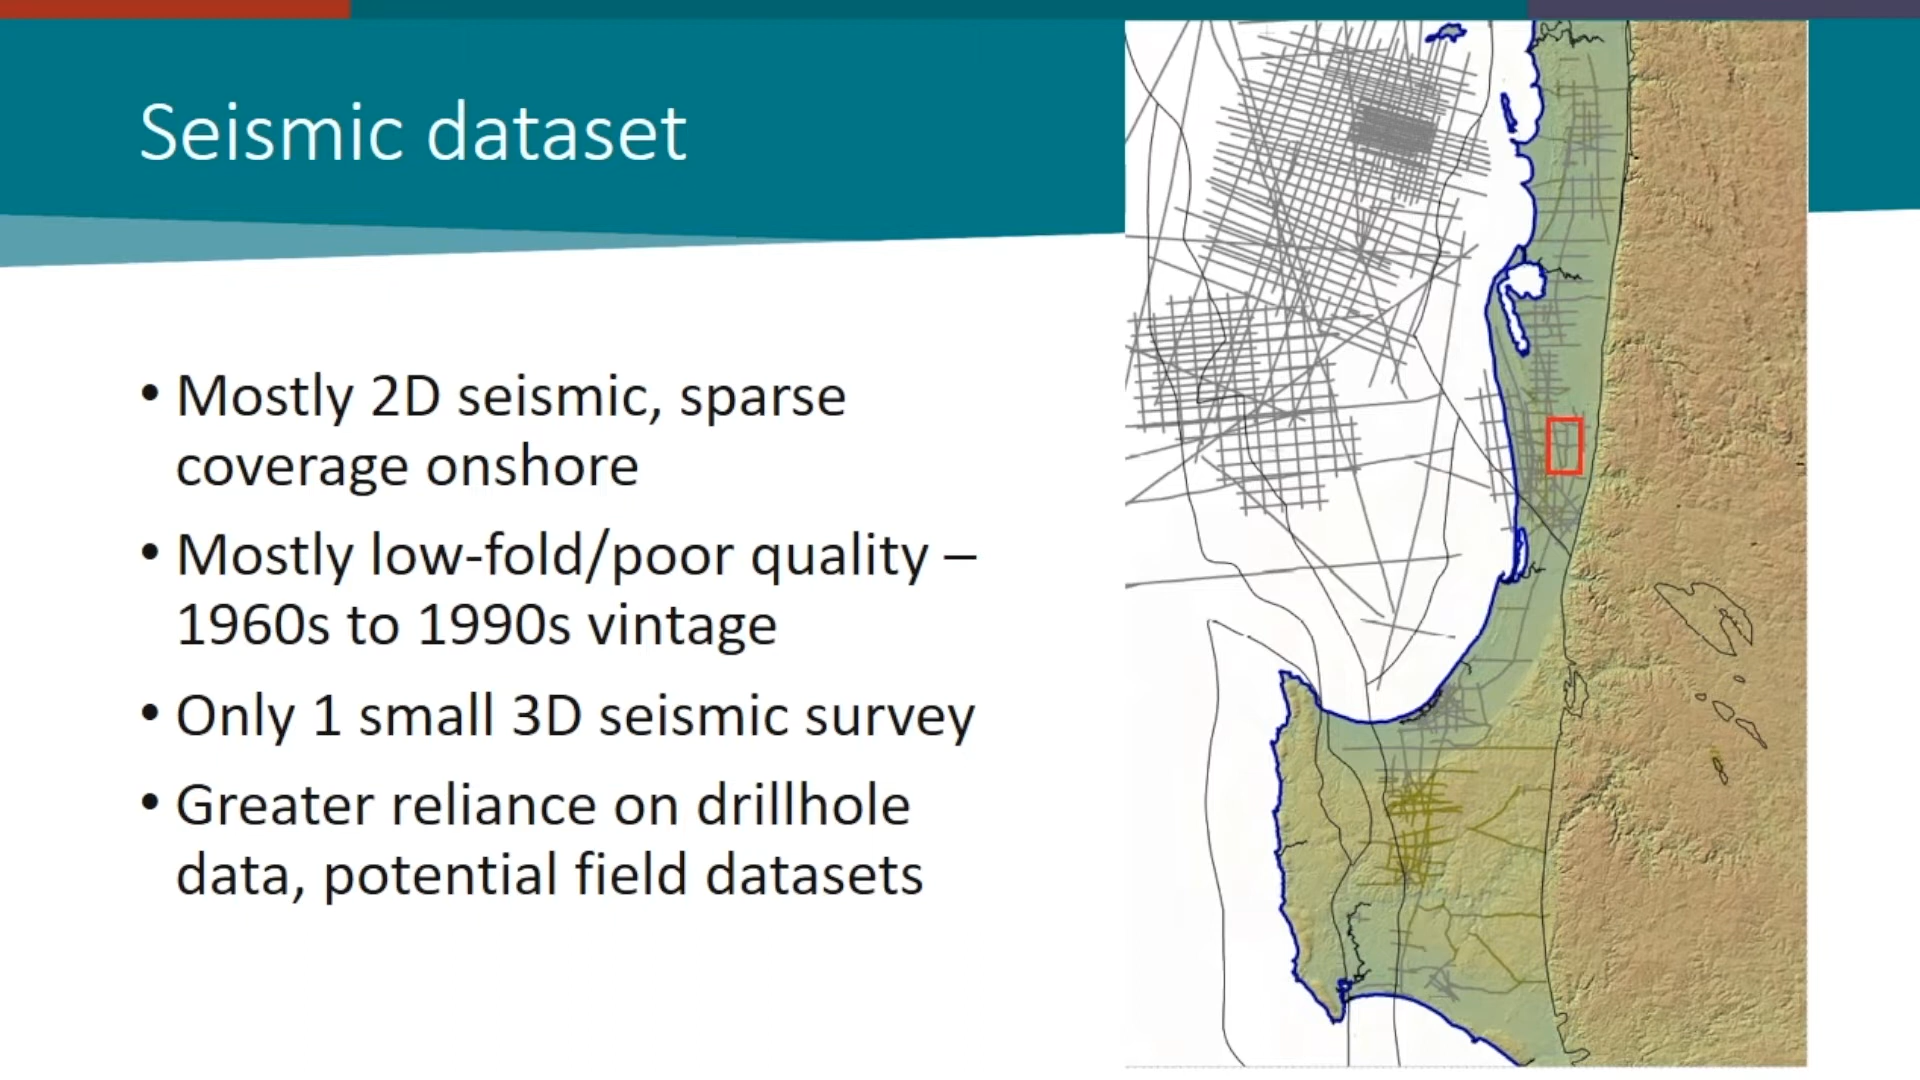 Seismic dataset
• Mostly 2D seismic, sparse
coverage onshore
• Mostly low-fold/poor quality –
1960s to 1990s vintage
• Only 1 small 3D seismic survey
• Greater reliance on drillhole
data, potential field datasets